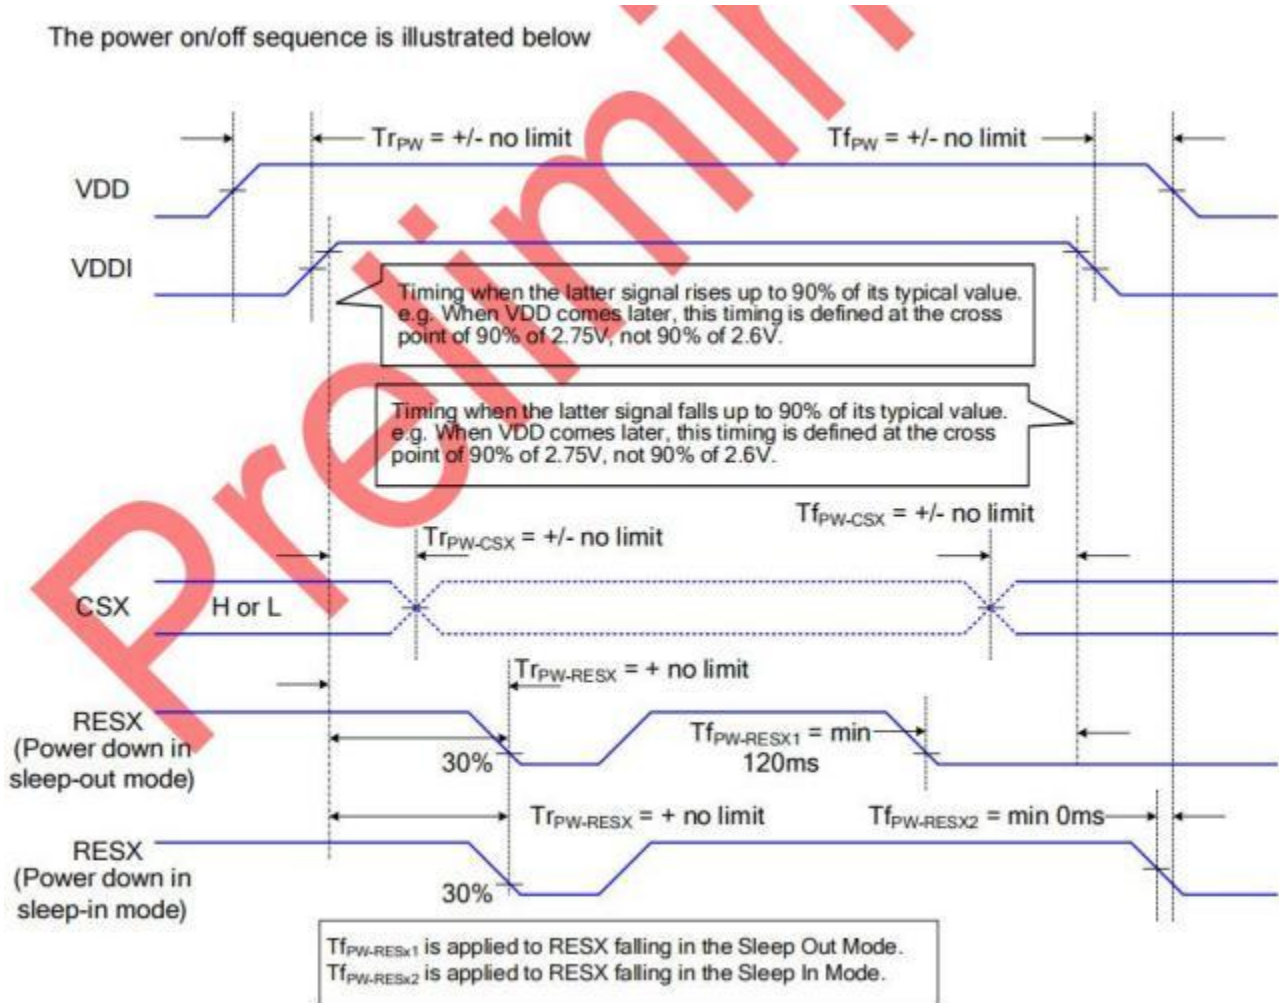 The power on/off sequence is illustrated below
TrPW = +/- no limit
TfPW = +/- no limit
VDD
VDDI
Timing when the latter signal rises up to 90% of its typical value.
e.g. When VDD comes later, this timing is defined at the cross
point of 90% of 2.75V, not 90% of 2.6V.
Timing when the latter signal falls up to 90% of its typical value.
e.g. When VDD comes later, this timing is defined at the cross
point of 90% of 2.75V, not 90% of 2.6V.
TfPW-CSX = +/- no limit
TrPW-CSX = +/- no limit
CSX
H or L
TrPW-RESX = + no limit
RESX
(Power down in
sleep-out mode)
30%
TfPW-RESX1 = min
120ms
TrPW-RESX = + no limit
TfPW-RESX2 = min 0ms
RESX
(Power down in
sleep-in mode)
30%
TfPW-RESx1 is applied to RESX falling in the Sleep Out Mode.
TfPW-RESx2 is applied to RESX falling in the Sleep In Mode.
Prelimin